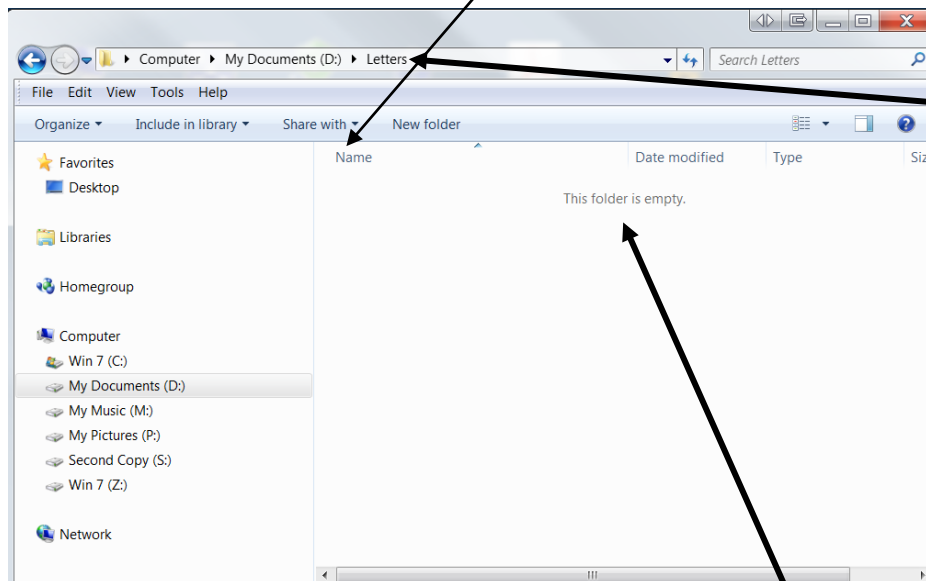 Computer ▸ My Documents (D:) ▸ Letters
Search Letters
File Edit View Tools Help
Organize Include in library Share with New folder
Name Date modified Type Siz
This folder is empty.
Favorites
Desktop
Libraries
Homegroup
Computer
Win 7 (C:)
My Documents (D:)
My Music (M:)
My Pictures (P:)
Second Copy (S:)
Win 7 (Z:)
Network